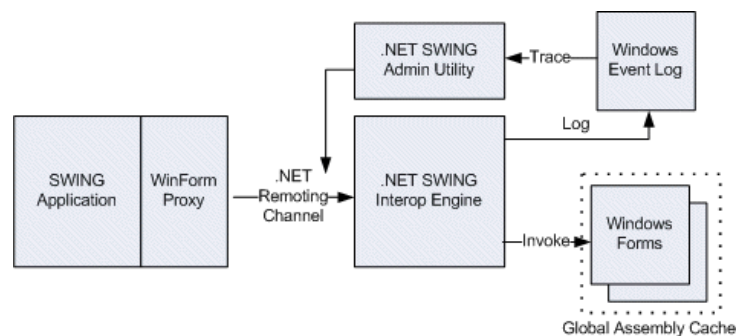 .NET SWING
Admin Utility
Trace
Windows
Event Log
Log
SWING
Application
WinForm
Proxy
.NET
Remoting
Channel
.NET SWING
Interop Engine
Invoke
Windows
Forms
Global Assembly Cache